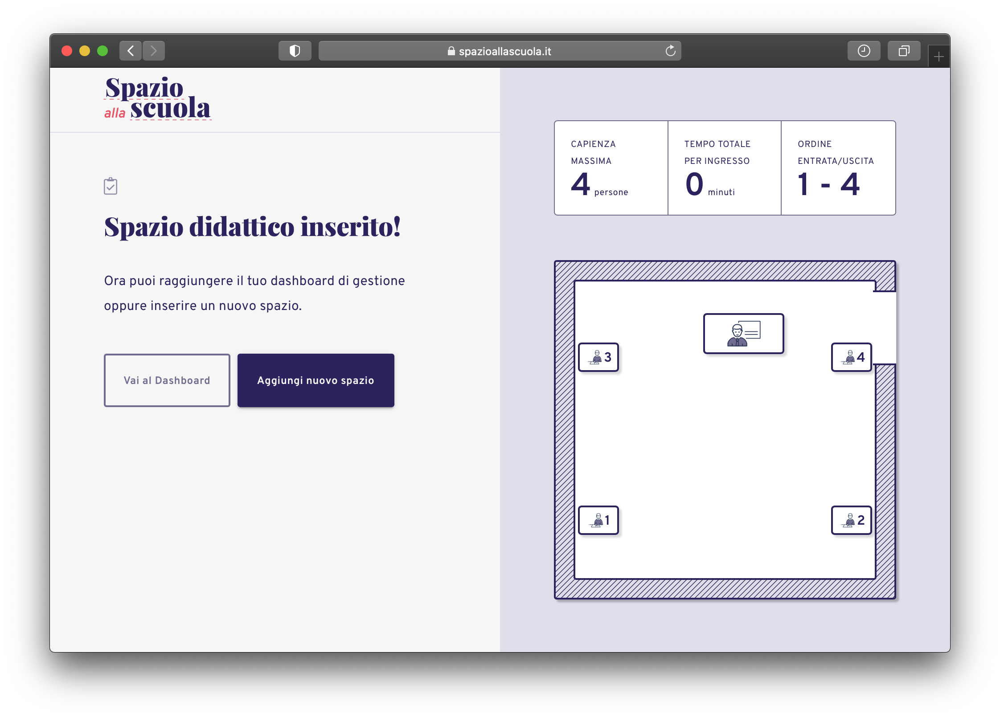 spazioallascuola.it
Spazio
alla scuola
Spazio didattico inserito!
Ora puoi raggiungere il tuo dashboard di gestione
oppure inserire un nuovo spazio.
Vai al Dashboard
Aggiungi nuovo spazio
CAPIENZA
MASSIMA
4 persone
TEMPO TOTALE
PER INGRESSO
0 minuti
ORDINE
ENTRATA/USCITA
1 - 4
3
4
1
2